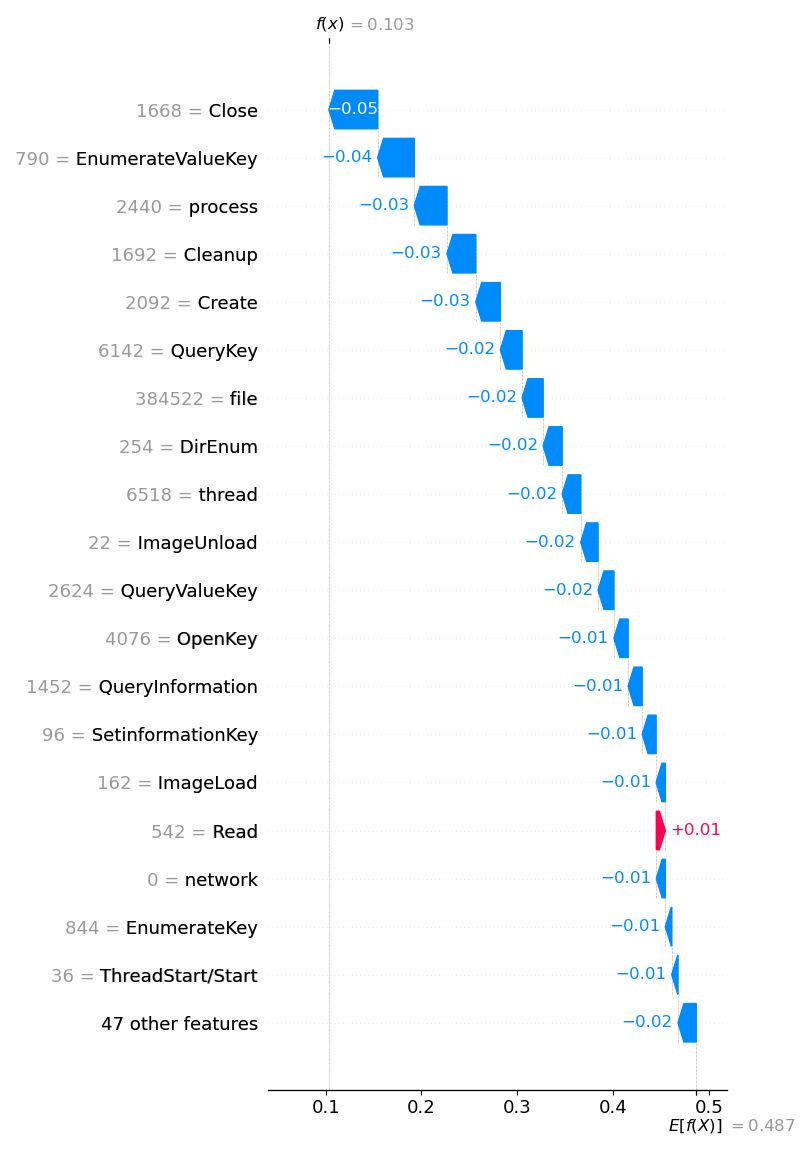 f(x) = 0.103
1668 = Close −0.05
790 = EnumerateValueKey −0.04
2440 = process −0.03
1692 = Cleanup −0.03
2092 = Create −0.03
6142 = QueryKey −0.02
384522 = file −0.02
254 = DirEnum −0.02
6518 = thread −0.02
22 = ImageUnload −0.02
2624 = QueryValueKey −0.02
4076 = OpenKey −0.01
1452 = QueryInformation −0.01
96 = SetinformationKey −0.01
162 = ImageLoad −0.01
542 = Read +0.01
0 = network −0.01
844 = EnumerateKey −0.01
36 = ThreadStart/Start −0.01
47 other features −0.02
0.1 0.2 0.3 0.4 0.5
E[f(X)] = 0.487